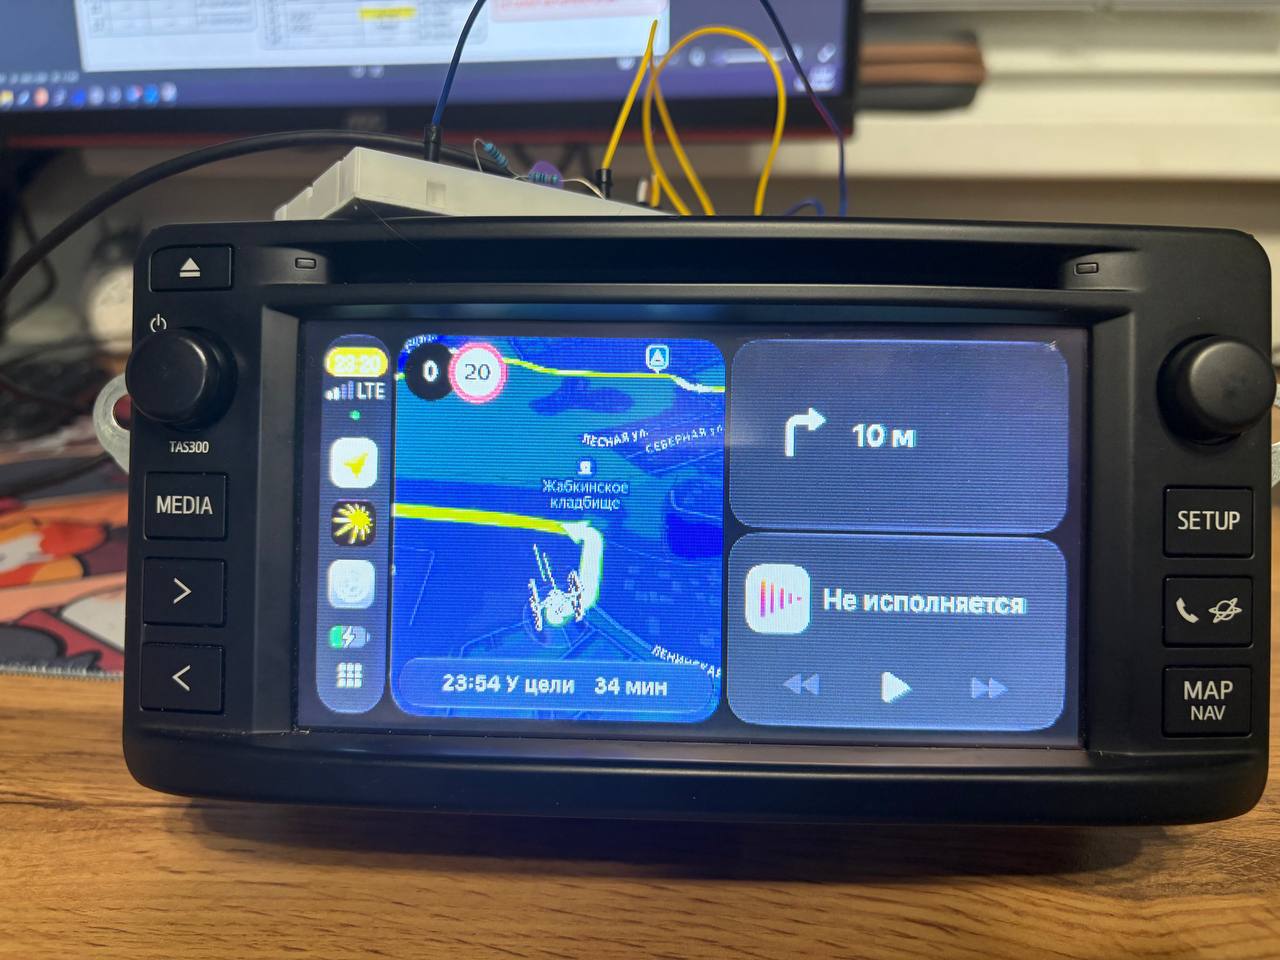 TAS300
MEDIA
>
<
23:20
LTE
0
20
ЛЕСНАЯ УЛ.
СЕВЕРНАЯ УЛ.
Жабкинское
кладбище
23:54 У цели 34 мин
10 м
Не исполняется
SETUP
MAP
NAV